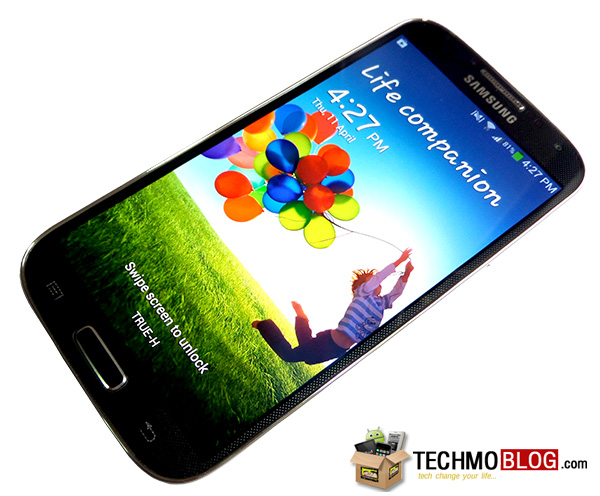 SAMSUNG
81% 4:27 PM
Life companion
4:27 PM
Thu, 11 April
Swipe screen to unlock
TRUE-H
TECHMOBLOG.com
tech change your life...